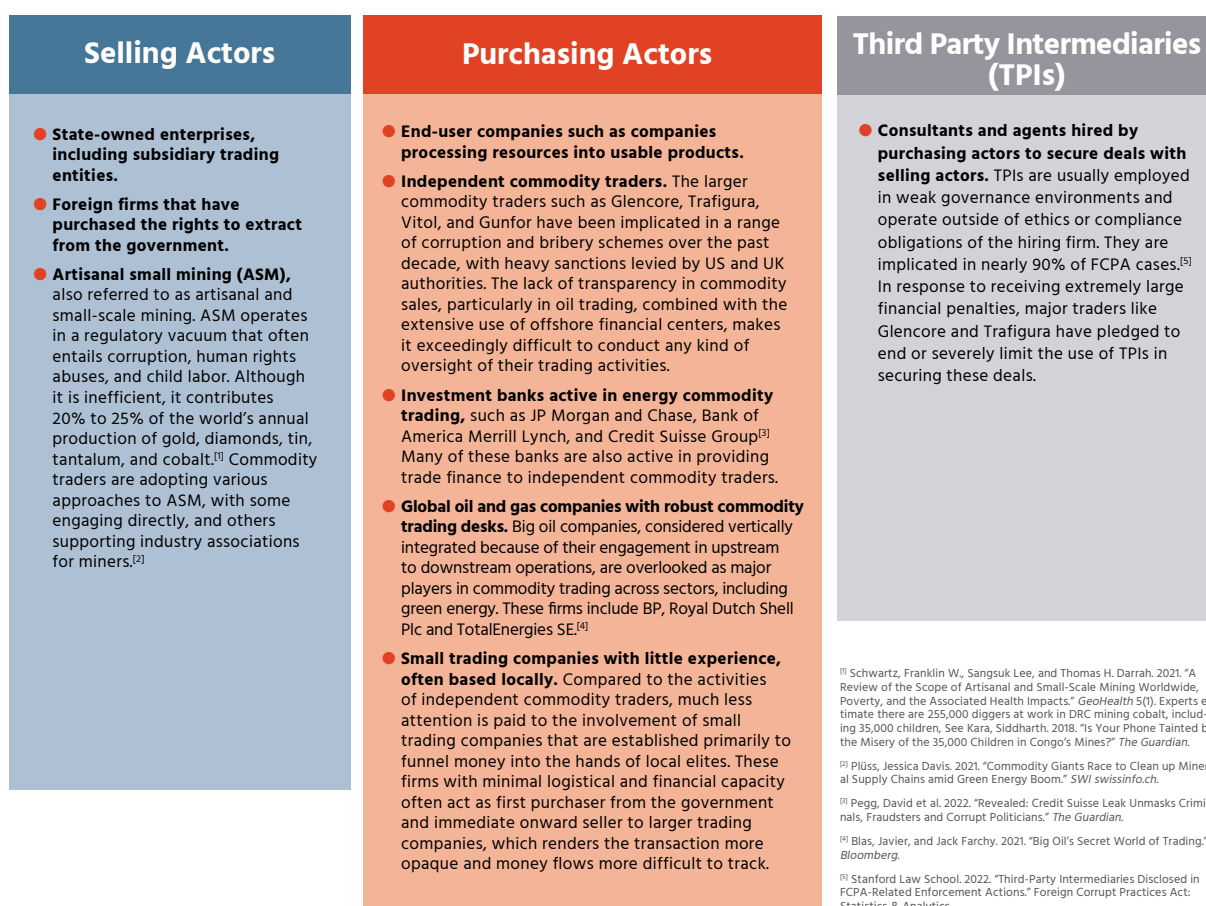 Selling Actors
● State-owned enterprises,
including subsidiary trading
entities.
● Foreign firms that have
purchased the rights to extract
from the government.
● Artisanal small mining (ASM),
also referred to as artisanal and
small-scale mining. ASM operates
in a regulatory vacuum that often
entails corruption, human rights
abuses, and child labor. Although
it is inefficient, it contributes
20% to 25% of the world’s annual
production of gold, diamonds, tin,
tantalum, and cobalt.[1] Commodity
traders are adopting various
approaches to ASM, with some
engaging directly, and others
supporting industry associations
for miners.[2]
Purchasing Actors
● End-user companies such as companies
processing resources into usable products.
● Independent commodity traders. The larger
commodity traders such as Glencore, Trafigura,
Vitol, and Gunfor have been implicated in a range
of corruption and bribery schemes over the past
decade, with heavy sanctions levied by US and UK
authorities. The lack of transparency in commodity
sales, particularly in oil trading, combined with the
extensive use of offshore financial centers, makes
it exceedingly difficult to conduct any kind of
oversight of their trading activities.
● Investment banks active in energy commodity
trading, such as JP Morgan and Chase, Bank of
America Merrill Lynch, and Credit Suisse Group[3]
Many of these banks are also active in providing
trade finance to independent commodity traders.
● Global oil and gas companies with robust commodity
trading desks. Big oil companies, considered vertically
integrated because of their engagement in upstream
to downstream operations, are overlooked as major
players in commodity trading across sectors, including
green energy. These firms include BP, Royal Dutch Shell
Plc and TotalEnergies SE.[4]
● Small trading companies with little experience,
often based locally. Compared to the activities
of independent commodity traders, much less
attention is paid to the involvement of small
trading companies that are established primarily to
funnel money into the hands of local elites. These
firms with minimal logistical and financial capacity
often act as first purchaser from the government
and immediate onward seller to larger trading
companies, which renders the transaction more
opaque and money flows more difficult to track.
Third Party Intermediaries
(TPIs)
● Consultants and agents hired by
purchasing actors to secure deals with
selling actors. TPIs are usually employed
in weak governance environments and
operate outside of ethics or compliance
obligations of the hiring firm. They are
implicated in nearly 90% of FCPA cases.[5]
In response to receiving extremely large
financial penalties, major traders like
Glencore and Trafigura have pledged to
end or severely limit the use of TPIs in
securing these deals.
[1] Schwartz, Franklin W., Sangsuk Lee, and Thomas H. Darrah. 2021. “A
Review of the Scope of Artisanal and Small-Scale Mining Worldwide,
Poverty, and the Associated Health Impacts.” GeoHealth 5(1). Experts e
timate there are 255,000 diggers at work in DRC mining cobalt, includ-
ing 35,000 children, See Kara, Siddharth. 2018. “Is Your Phone Tainted b
the Misery of the 35,000 Children in Congo’s Mines?” The Guardian.
[2] Plüss, Jessica Davis. 2021. “Commodity Giants Race to Clean up Miner
al Supply Chains amid Green Energy Boom.” SWI swissinfo.ch.
[3] Pegg, David et al. 2022. “Revealed: Credit Suisse Leak Unmasks Crimi
nals, Fraudsters and Corrupt Politicians.” The Guardian.
[4] Blas, Javier, and Jack Farchy. 2021. “Big Oil’s Secret World of Trading.”
Bloomberg.
[5] Stanford Law School. 2022. “Third-Party Intermediaries Disclosed in
FCPA-Related Enforcement Actions.” Foreign Corrupt Practices Act:
Statistics & Analytics